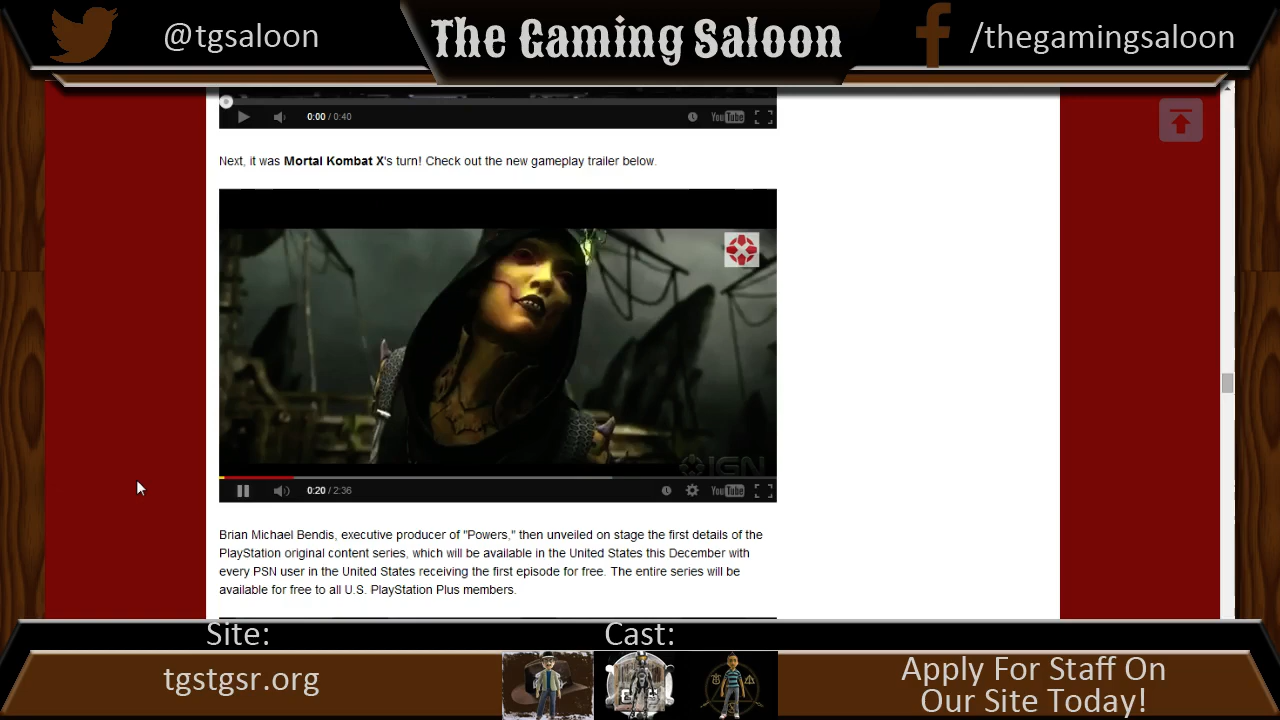 @tgsaloon
The Gaming Saloon
/thegamingsaloon
0:00 / 0:40
YouTube
Next, it was Mortal Kombat X's turn! Check out the new gameplay trailer below.
IGN
0:20 / 2:36
YouTube
Brian Michael Bendis, executive producer of "Powers," then unveiled on stage the first details of the
PlayStation original content series, which will be available in the United States this December with
every PSN user in the United States receiving the first episode for free. The entire series will be
available for free to all U.S. PlayStation Plus members.
Site:
Cast:
tgstgsr.org
Apply For Staff On
Our Site Today!